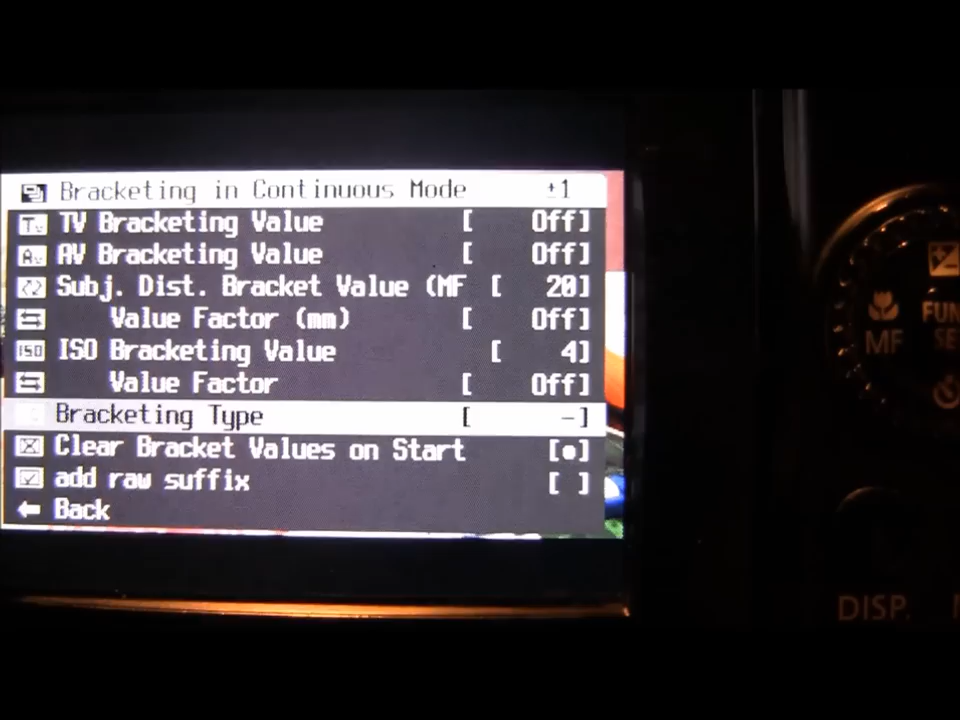 Bracketing in Continuous Mode ±1
TV Bracketing Value [ Off]
AV Bracketing Value [ Off]
Subj. Dist. Bracket Value (MF [ 20]
Value Factor (mm) [ Off]
ISO Bracketing Value [ 4]
Value Factor [ Off]
Bracketing Type [ –]
Clear Bracket Values on Start [●]
add raw suffix [ ]
Back
MF
DISP.